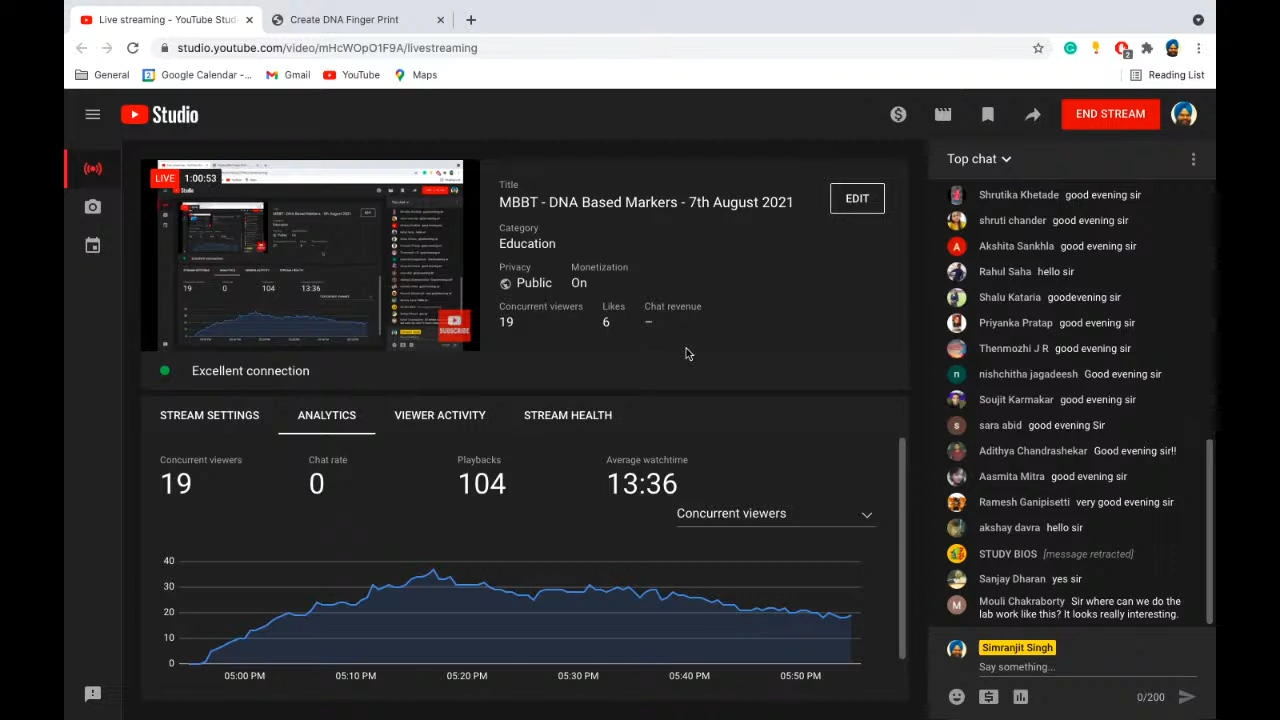 Live streaming - YouTube Stud
Create DNA Finger Print
studio.youtube.com/video/mHcWOpO1F9A/livestreaming
2
General
Google Calendar -...
Gmail
YouTube
Maps
Reading List
Studio
END STREAM
LIVE 1:00:53
Title
MBBT - DNA Based Markers - 7th August 2021
EDIT
Category
Education
Privacy
Public
Monetization
On
Concurrent viewers
19
Likes
6
Chat revenue
–
SUBSCRIBE
Excellent connection
STREAM SETTINGS
ANALYTICS
VIEWER ACTIVITY
STREAM HEALTH
Concurrent viewers
19
Chat rate
0
Playbacks
104
Average watchtime
13:36
Concurrent viewers
40
30
20
10
0
05:00 PM
05:10 PM
05:20 PM
05:30 PM
05:40 PM
05:50 PM
Top chat
Shrutika Khetade good evening sir
shruti chander good evening sir
Akshita Sankhla good evening sir
Rahul Saha hello sir
Shalu Kataria goodevening sir
Priyanka Pratap good evening sir
Thenmozhi J R good evening sir
nishchitha jagadeesh Good evening sir
Soujit Karmakar good evening sir
sara abid good evening Sir
Adithya Chandrashekar Good evening sir!!
Aasmita Mitra good evening sir
Ramesh Ganipisetti very good evening sir
akshay davra hello sir
STUDY BIOS [message retracted]
Sanjay Dharan yes sir
Mouli Chakraborty Sir where can we do the
lab work like this? It looks really interesting.
Simranjit Singh
Say something...
0/200